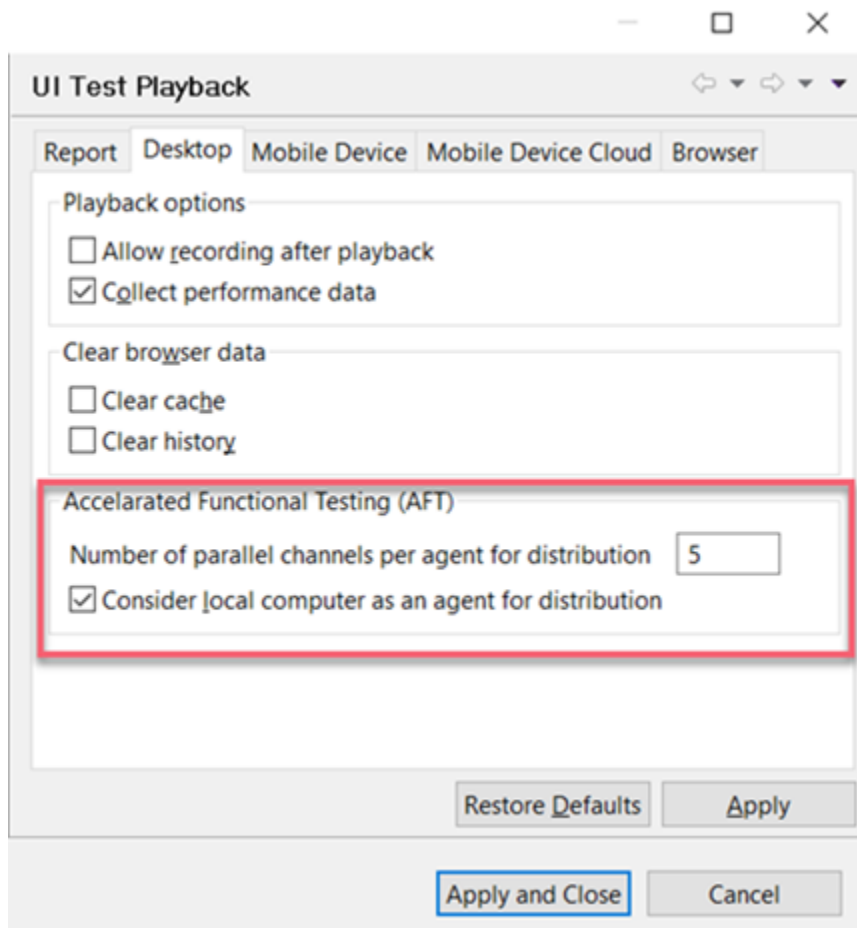 UI Test Playback
Report Desktop Mobile Device Mobile Device Cloud Browser
Playback options
Allow recording after playback
Collect performance data
Clear browser data
Clear cache
Clear history
Accelarated Functional Testing (AFT)
Number of parallel channels per agent for distribution 5
Consider local computer as an agent for distribution
Restore Defaults Apply
Apply and Close Cancel